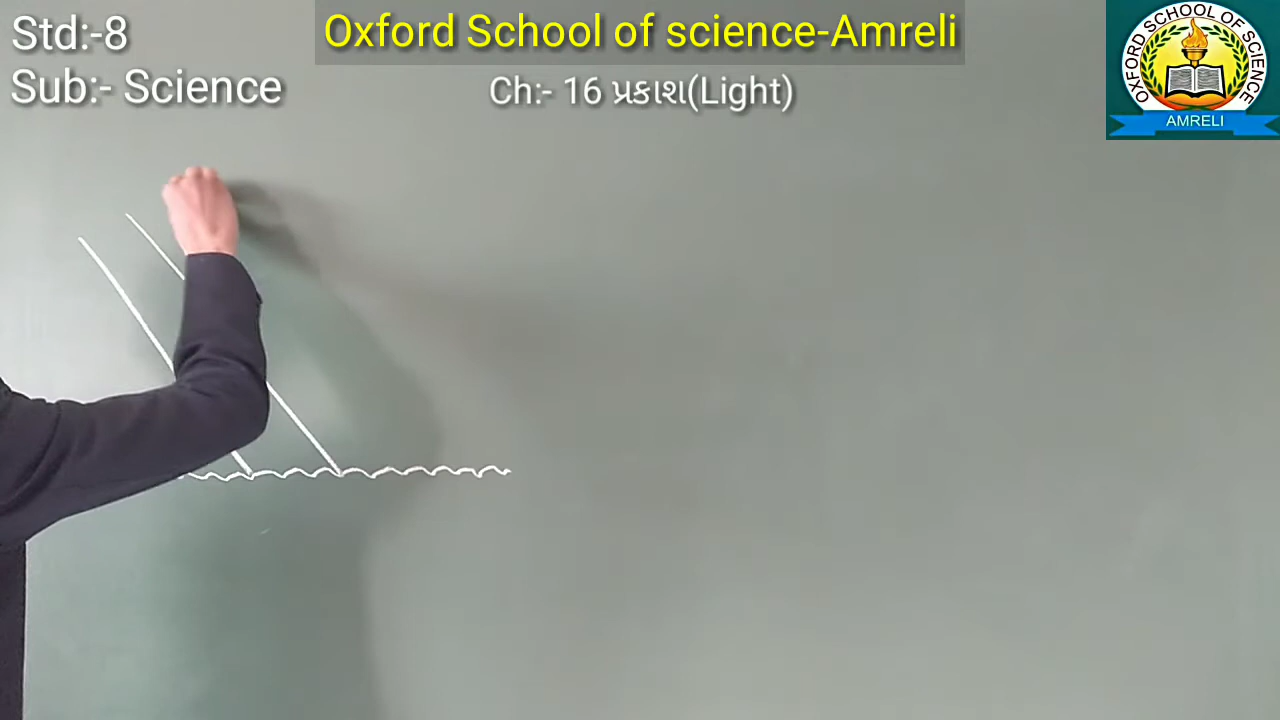 Std:-8
Oxford School of science-Amreli
Sub:- Science
Ch:- 16 પ્રકાશ(Light)
OXFORD SCHOOL OF SCIENCE
AMRELI